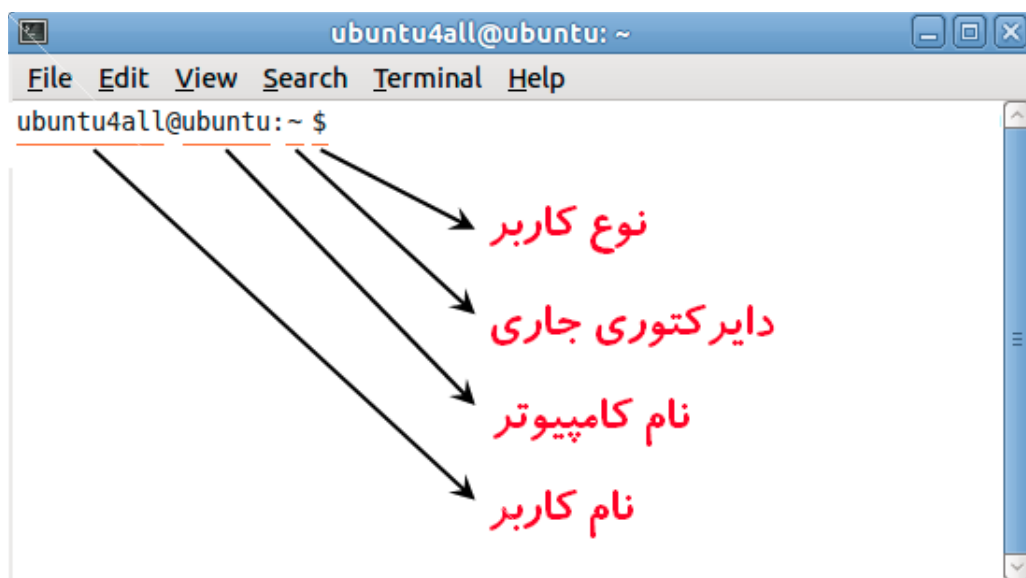 ubuntu4all@ubuntu: ~
File Edit View Search Terminal Help
ubuntu4all@ubuntu:~ $
نوع کاربر
دایرکتوری جاری
نام کامپیوتر
نام کاربر